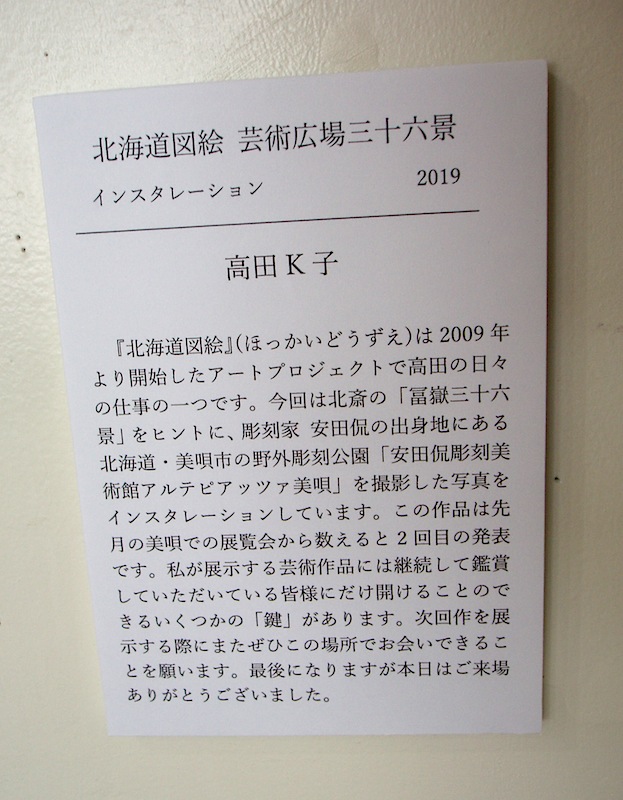 北海道図絵 芸術広場三十六景
インスタレーション 2019
高田 K 子
『北海道図絵』(ほっかいどうずえ)は 2009 年
より開始したアートプロジェクトで高田の日々
の仕事の一つです。今回は北斎の「冨嶽三十六
景」をヒントに、彫刻家 安田侃の出身地にある
北海道・美唄市の野外彫刻公園「安田侃彫刻美
術館アルテピアッツァ美唄」を撮影した写真を
インスタレーションしています。この作品は先
月の美唄での展覧会から数えると 2 回目の発表
です。私が展示する芸術作品には継続して鑑賞
していただいている皆様にだけ開けることので
きるいくつかの「鍵」があります。次回作を展
示する際にまたぜひこの場所でお会いできるこ
とを願います。最後になりますが本日はご来場
ありがとうございました。